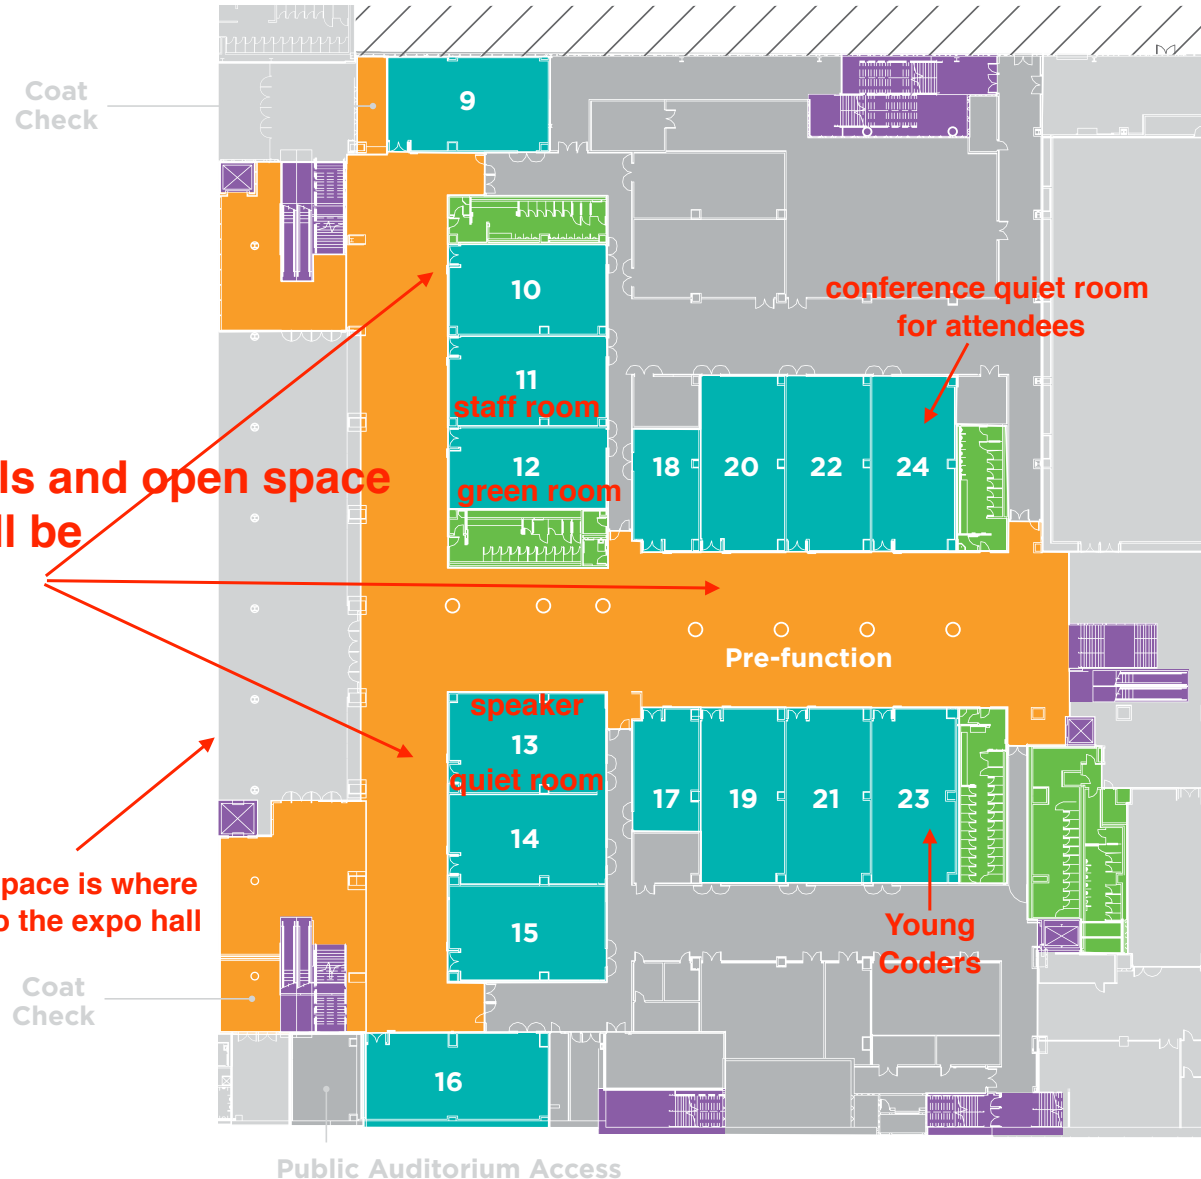 Coat
Check
9
10
conference quiet room
for attendees
11
staff room
12
green room
ls and open space
ll be
18
20
22
24
Pre-function
speaker
13
quiet room
14
15
17
19
21
23
pace is where
o the expo hall
Young
Coders
Coat
Check
16
Public Auditorium Access